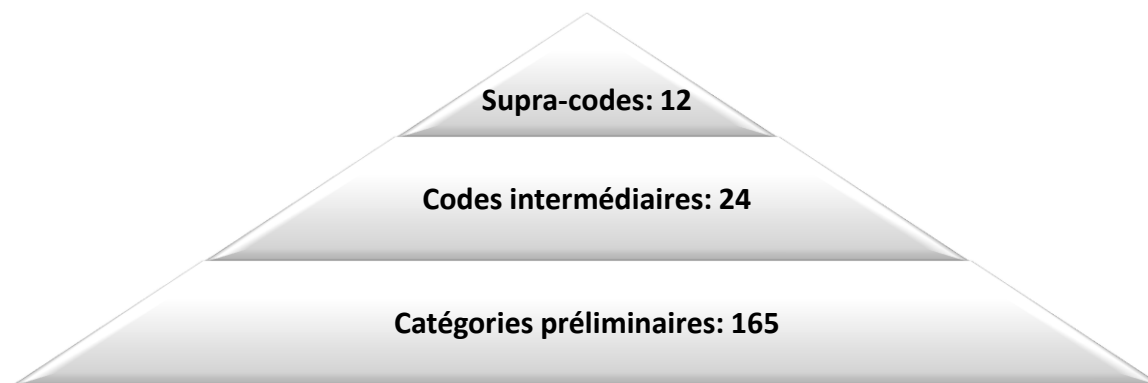 Supra-codes: 12
Codes intermédiaires: 24
Catégories préliminaires: 165